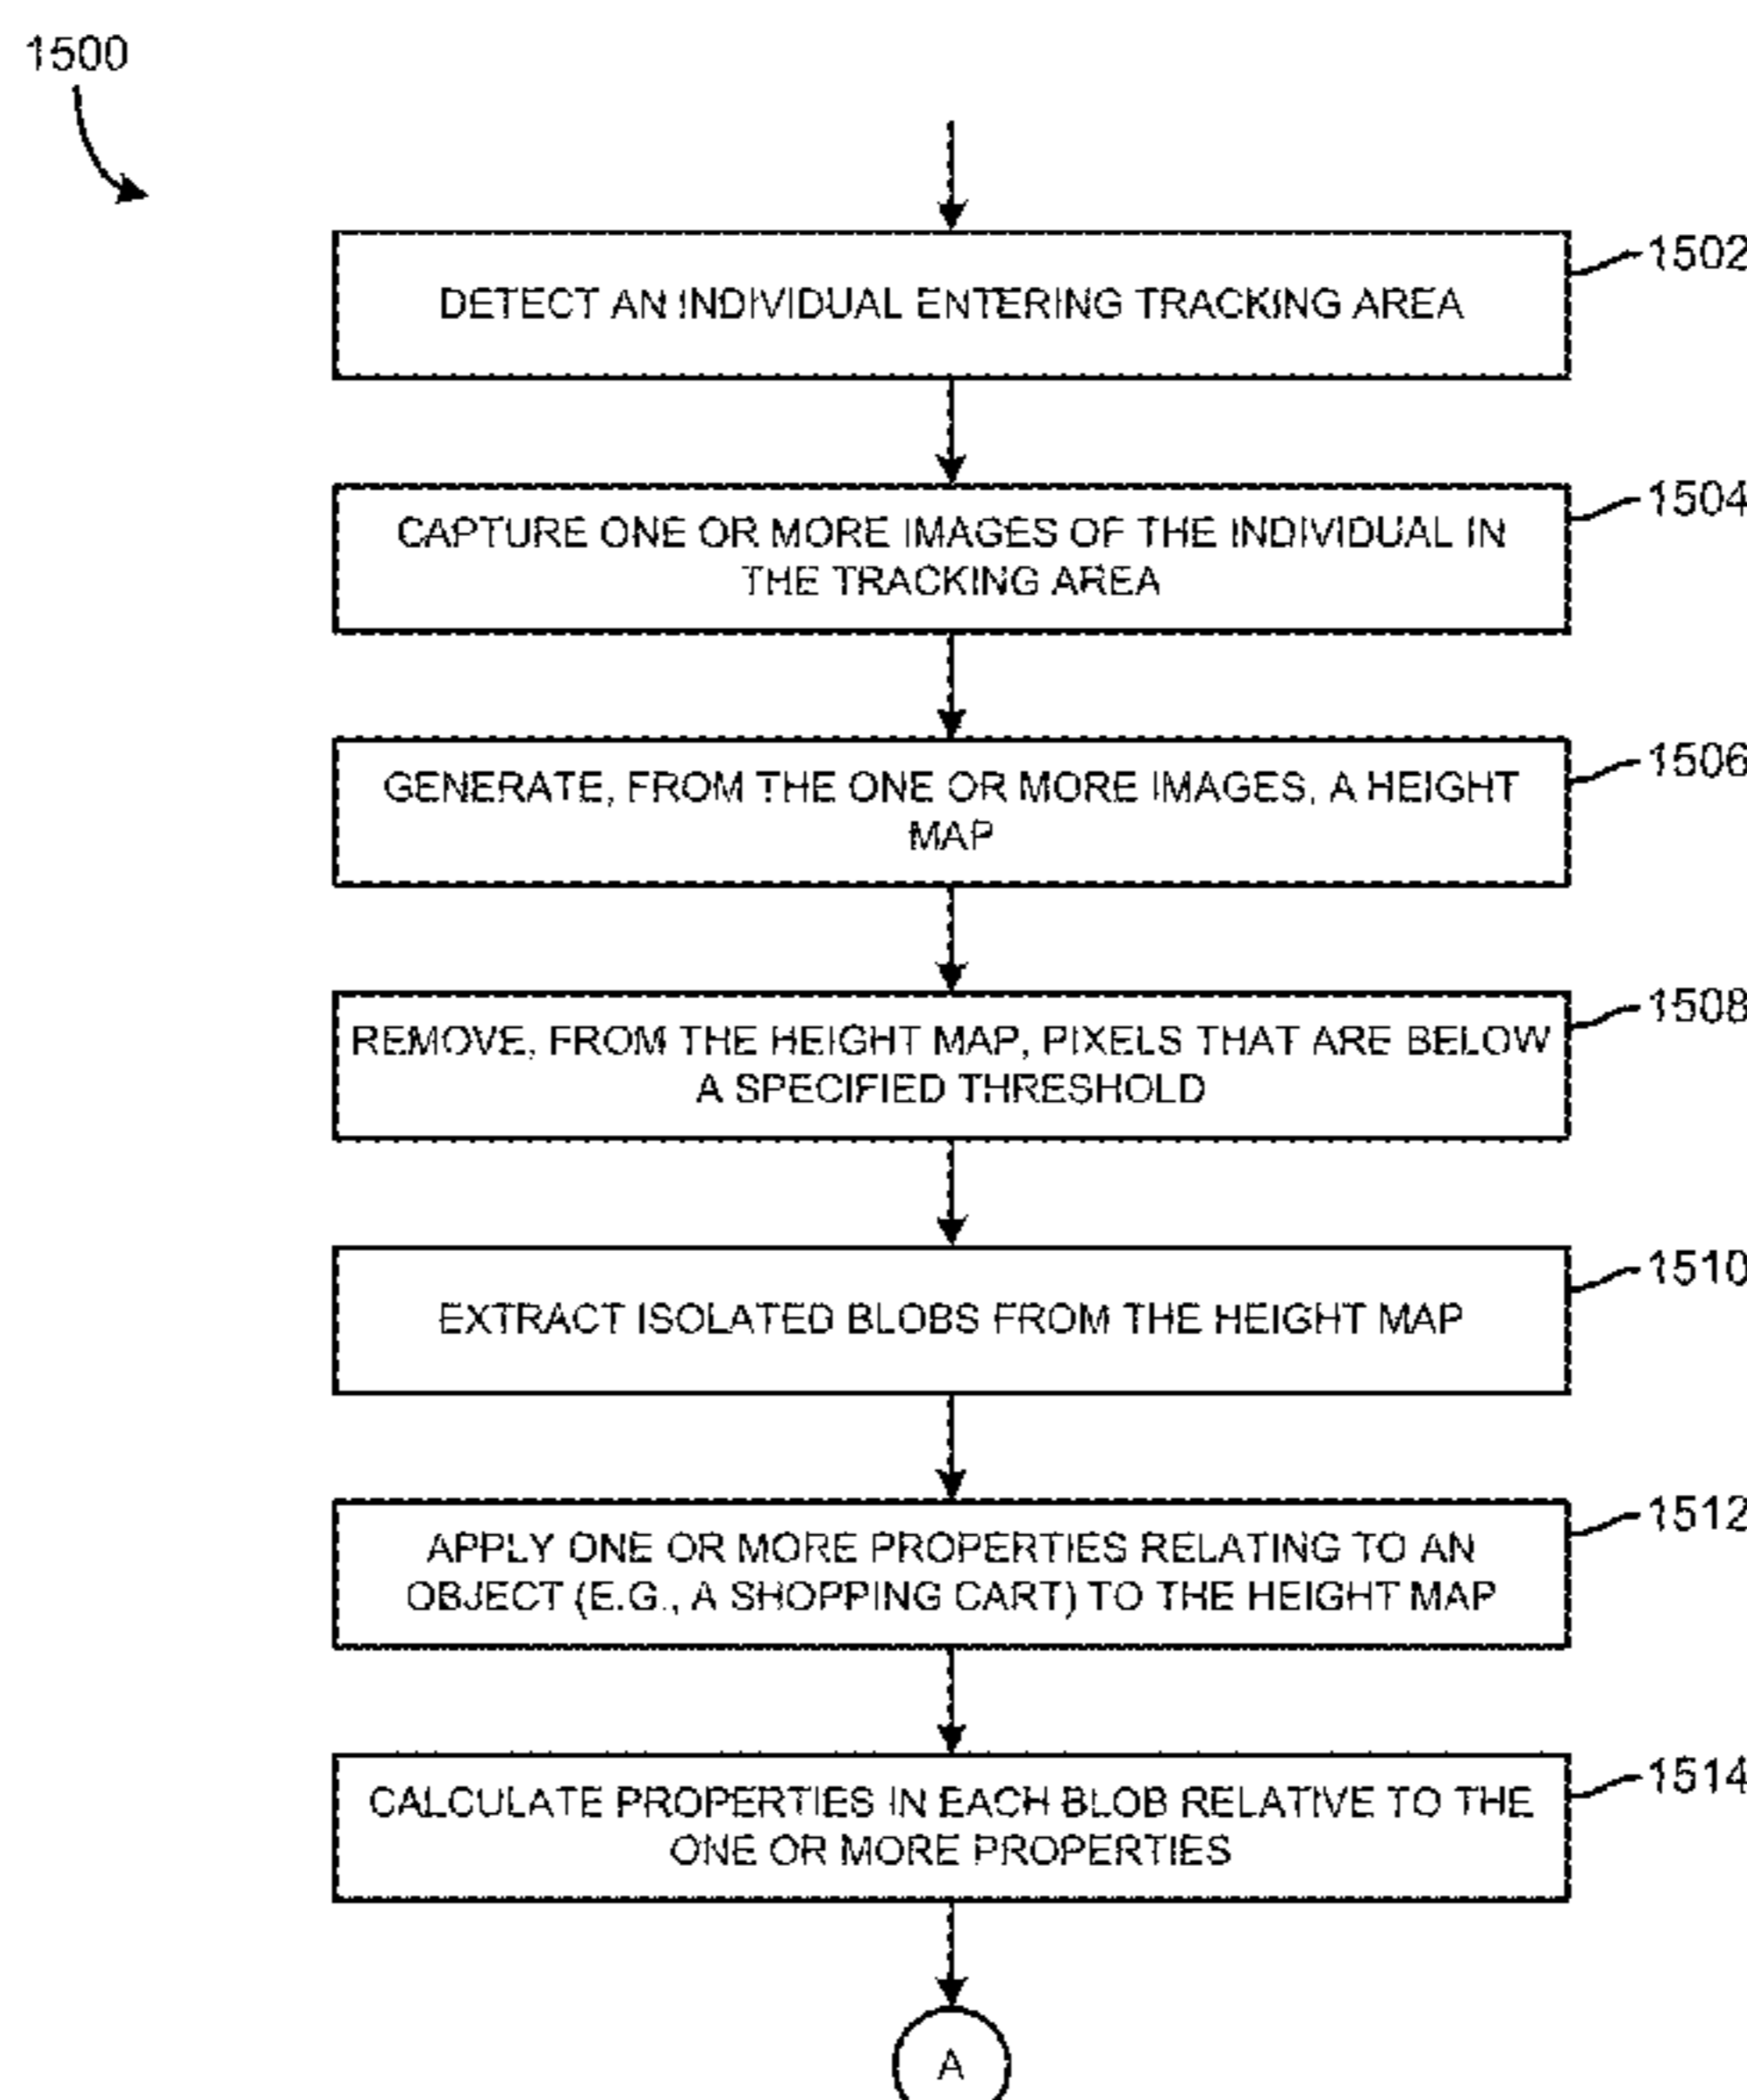 1500
1502
DETECT AN INDIVIDUAL ENTERING TRACKING AREA
1504
CAPTURE ONE OR MORE IMAGES OF THE INDIVIDUAL IN
THE TRACKING AREA
1506
GENERATE, FROM THE ONE OR MORE IMAGES, A HEIGHT
MAP
1508
REMOVE, FROM THE HEIGHT MAP, PIXELS THAT ARE BELOW
A SPECIFIED THRESHOLD
1510
EXTRACT ISOLATED BLOBS FROM THE HEIGHT MAP
1512
APPLY ONE OR MORE PROPERTIES RELATING TO AN
OBJECT (E.G., A SHOPPING CART) TO THE HEIGHT MAP
1514
CALCULATE PROPERTIES IN EACH BLOB RELATIVE TO THE
ONE OR MORE PROPERTIES
A